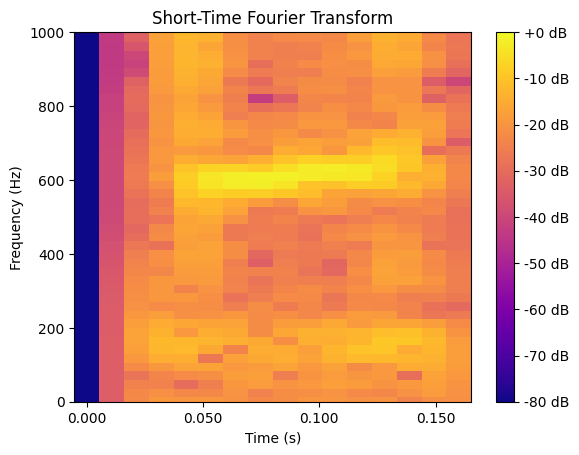 Short-Time Fourier Transform
Frequency (Hz)
1000
800
600
400
200
0
0.000
0.050
0.100
0.150
Time (s)
+0 dB
-10 dB
-20 dB
-30 dB
-40 dB
-50 dB
-60 dB
-70 dB
-80 dB